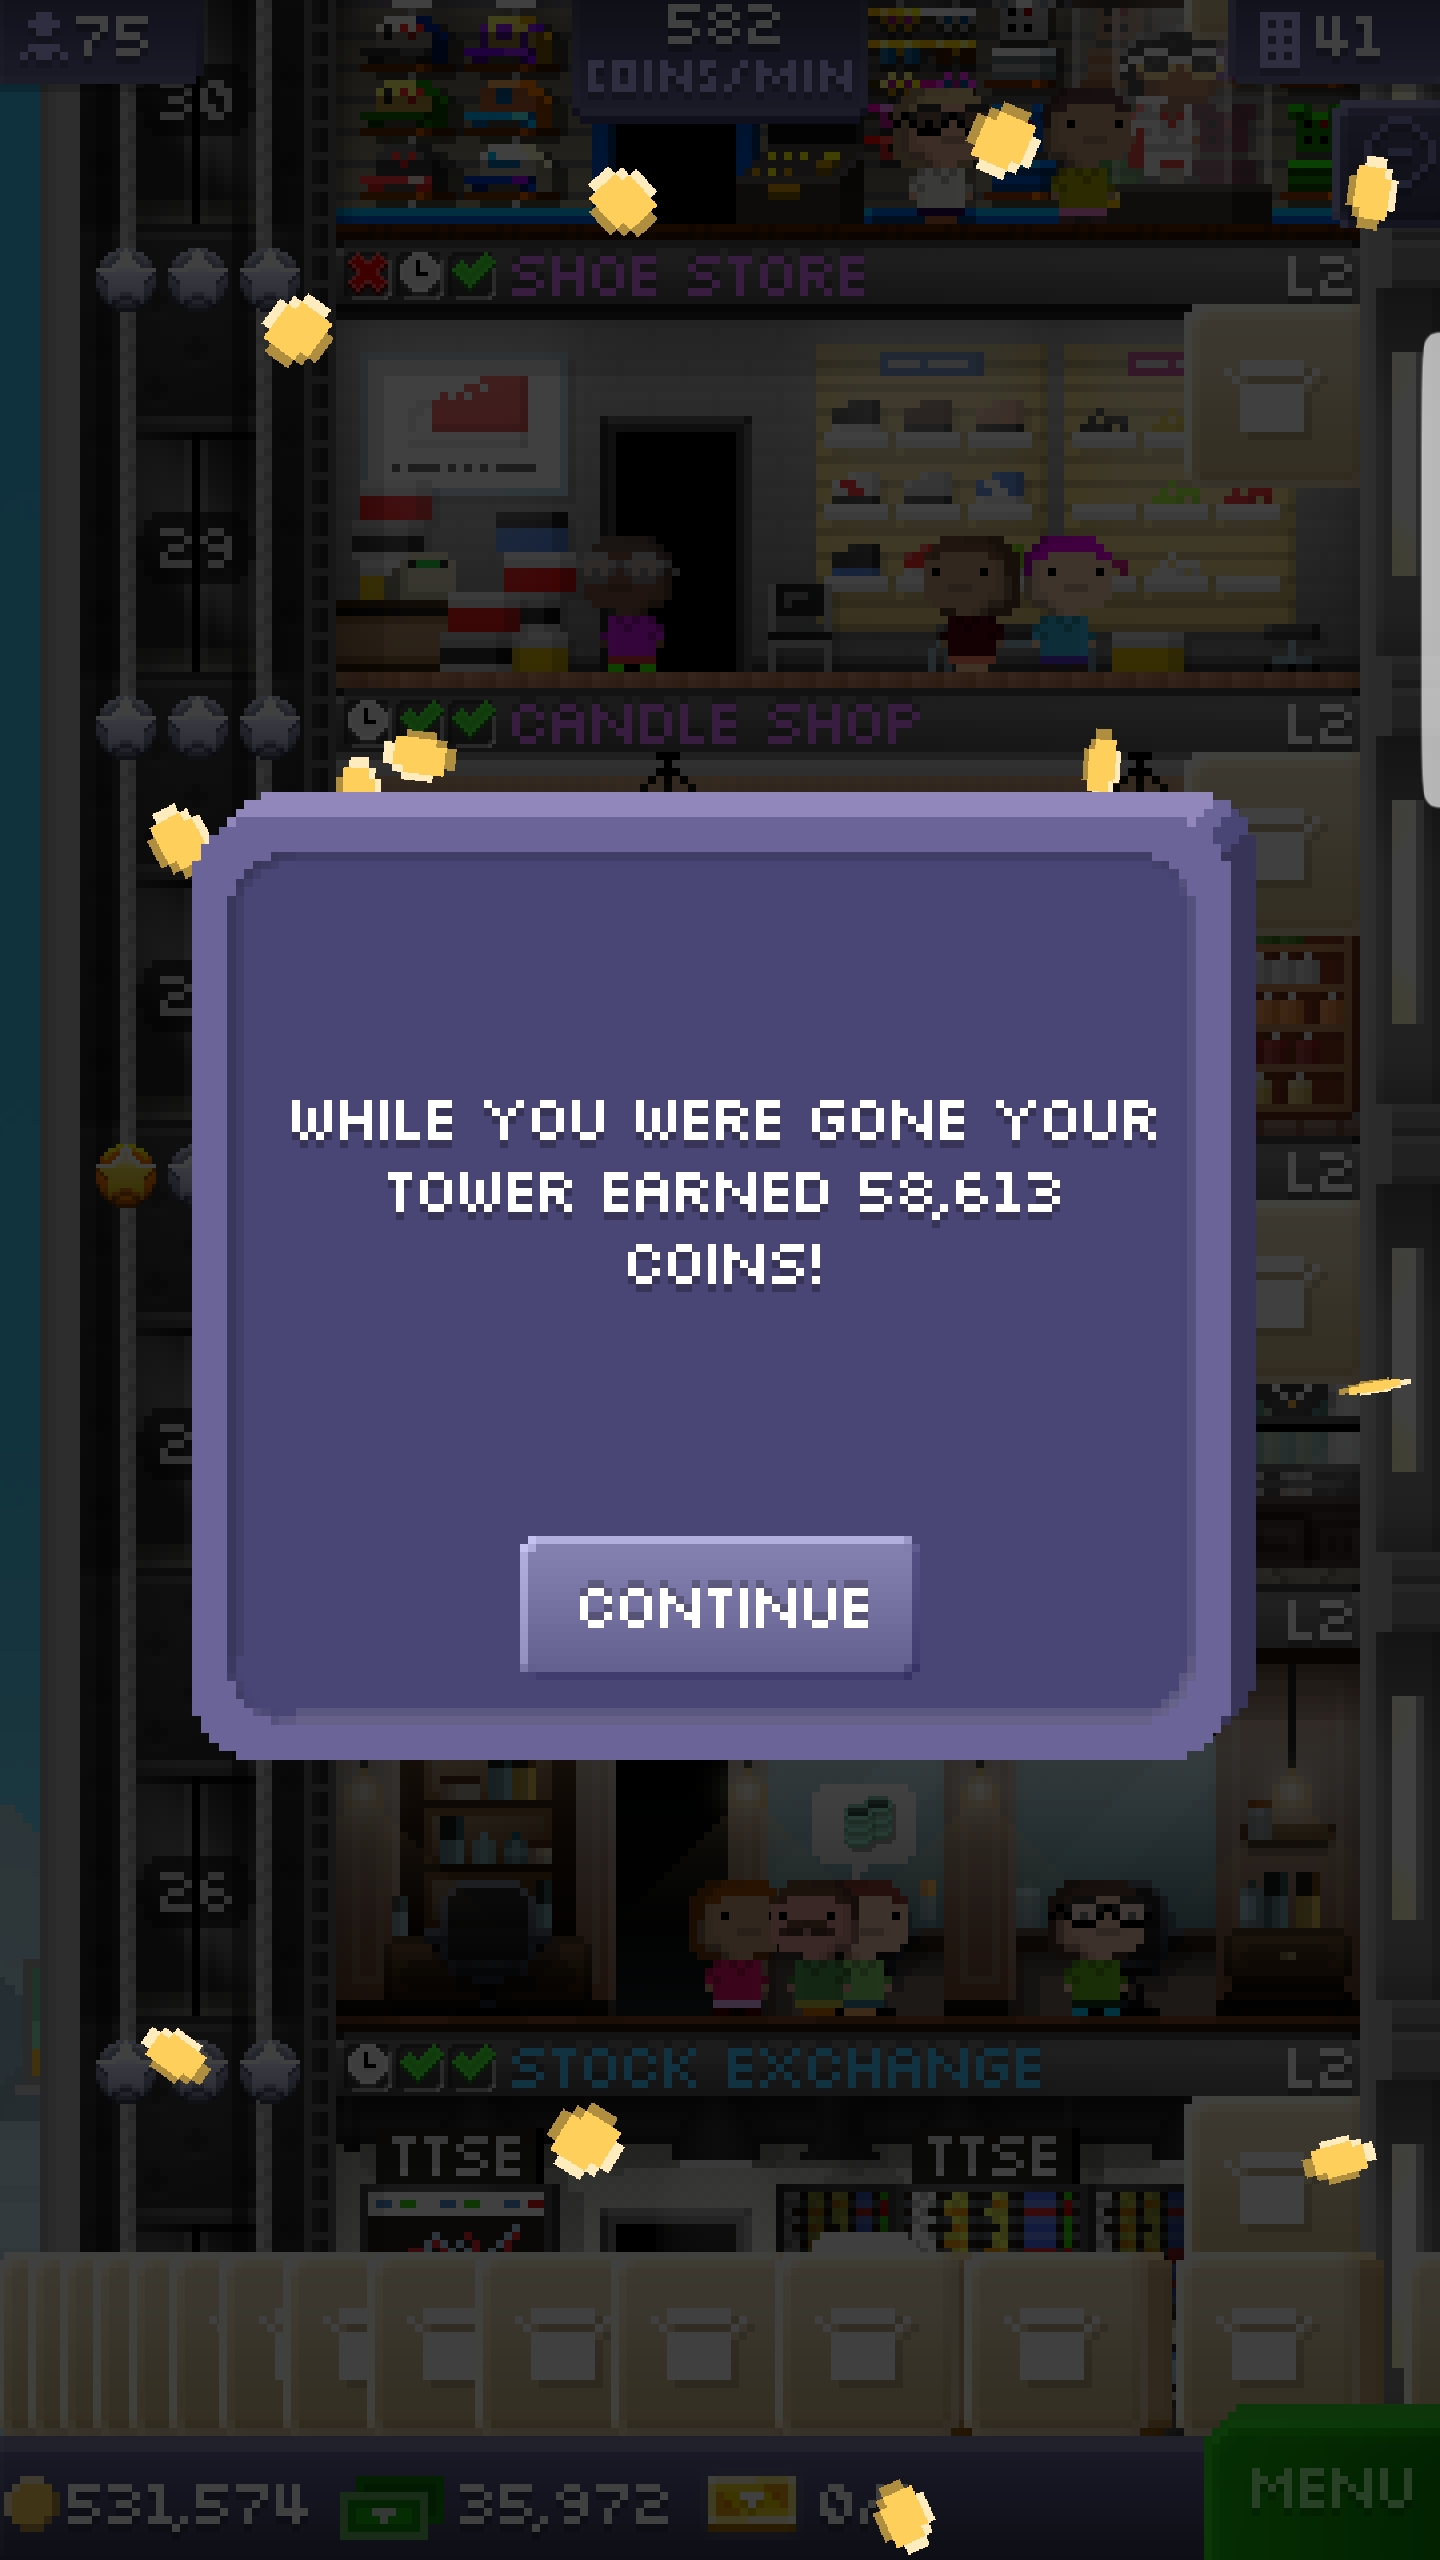 75
582
COINS/MIN
41
30
SHOE STORE L2
29
CANDLE SHOP L2
WHILE YOU WERE GONE YOUR
TOWER EARNED 58,613
COINS!
L2
CONTINUE
L2
26
STOCK EXCHANGE L2
TTSE TTSE
531,574 35,972
MENU